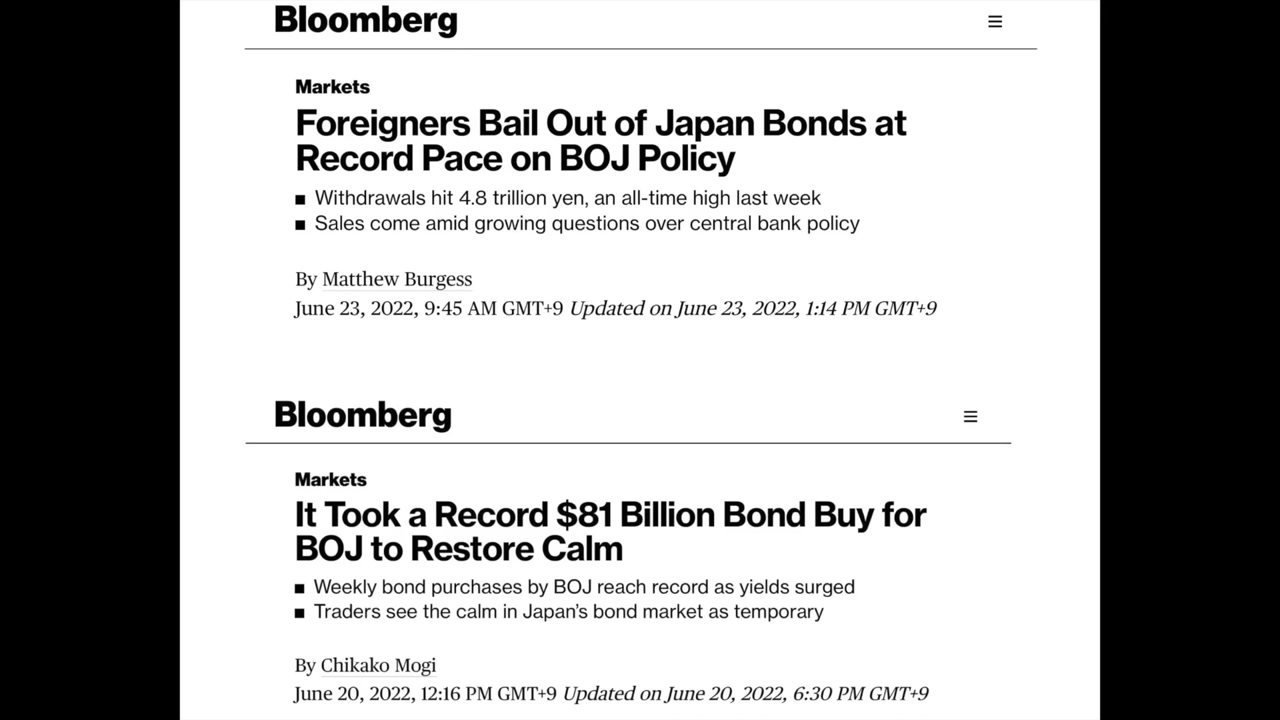 Bloomberg
Markets
Foreigners Bail Out of Japan Bonds at
Record Pace on BOJ Policy
■ Withdrawals hit 4.8 trillion yen, an all-time high last week
■ Sales come amid growing questions over central bank policy
By Matthew Burgess
June 23, 2022, 9:45 AM GMT+9 Updated on June 23, 2022, 1:14 PM GMT+9
Bloomberg
Markets
It Took a Record $81 Billion Bond Buy for
BOJ to Restore Calm
■ Weekly bond purchases by BOJ reach record as yields surged
■ Traders see the calm in Japan's bond market as temporary
By Chikako Mogi
June 20, 2022, 12:16 PM GMT+9 Updated on June 20, 2022, 6:30 PM GMT+9